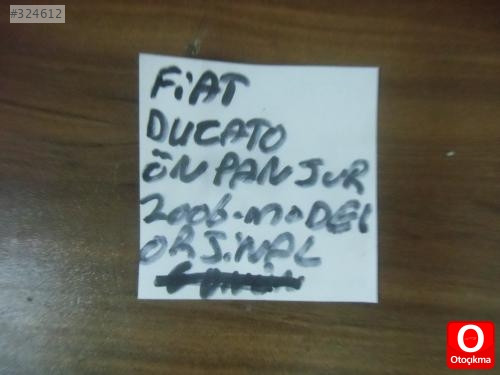 #324612
FiAT
DUCATO
ÖN PANJUR
2006-MODEL
ORJiNAL
Otoçıkma